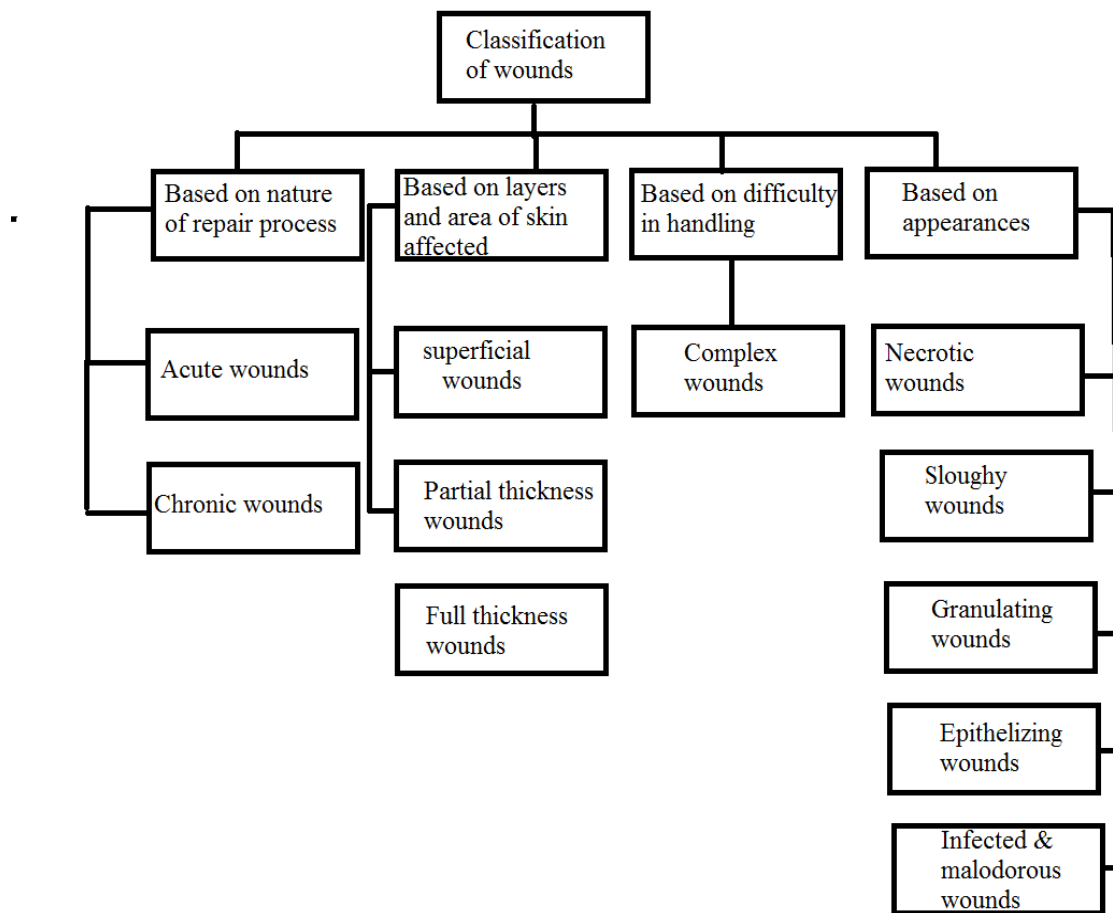 Classification
of wounds
Based on nature
of repair process
Based on layers
and area of skin
affected
Based on difficulty
in handling
Based on
appearances
Acute wounds
superficial
wounds
Complex
wounds
Necrotic
wounds
Chronic wounds
Partial thickness
wounds
Sloughy
wounds
Full thickness
wounds
Granulating
wounds
Epithelizing
wounds
Infected &
malodorous
wounds